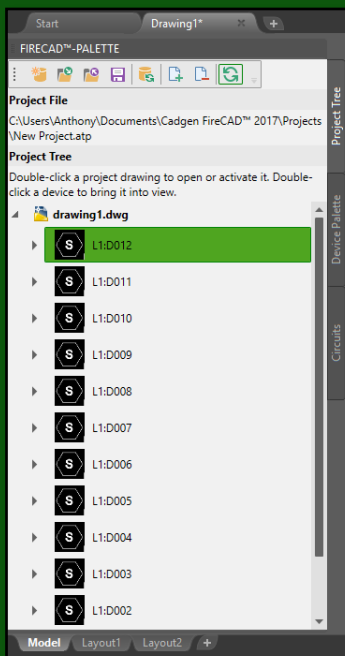 Start
Drawing1*
FIRECAD™-PALETTE
Project File
C:\Users\Anthony\Documents\Cadgen FireCAD™ 2017\Projects
\New Project.atp
Project Tree
Double-click a project drawing to open or activate it. Double-
click a device to bring it into view.
drawing1.dwg
S L1:D012
S L1:D011
S L1:D010
S L1:D009
S L1:D008
S L1:D007
S L1:D006
S L1:D005
S L1:D004
S L1:D003
S L1:D002
Project Tree
Device Palette
Circuits
Model Layout1 Layout2 +